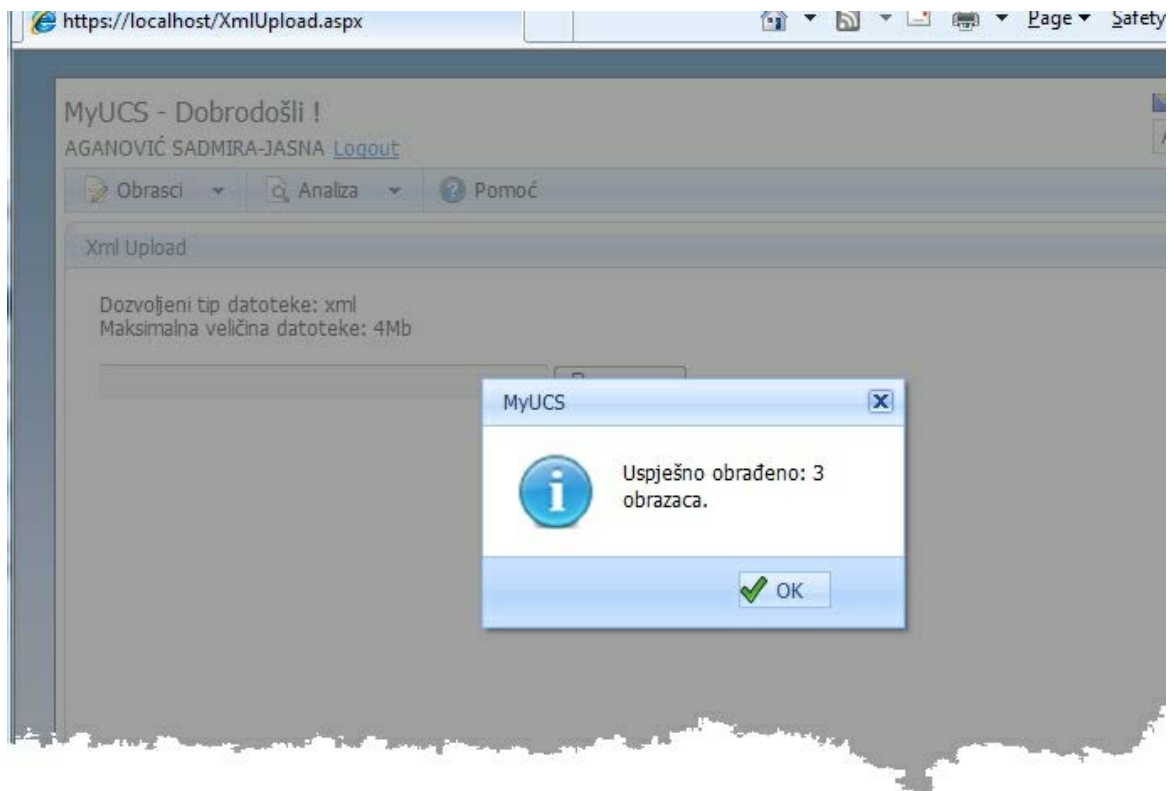 https://localhost/XmlUpload.aspx
Page Safety
MyUCS - Dobrodošli !
AGANOVIĆ SADMIRA-JASNA Logout
Obrasci Analiza Pomoć
Xml Upload
Dozvoljeni tip datoteke: xml
Maksimalna veličina datoteke: 4Mb
MyUCS
Uspješno obrađeno: 3
obrazaca.
OK